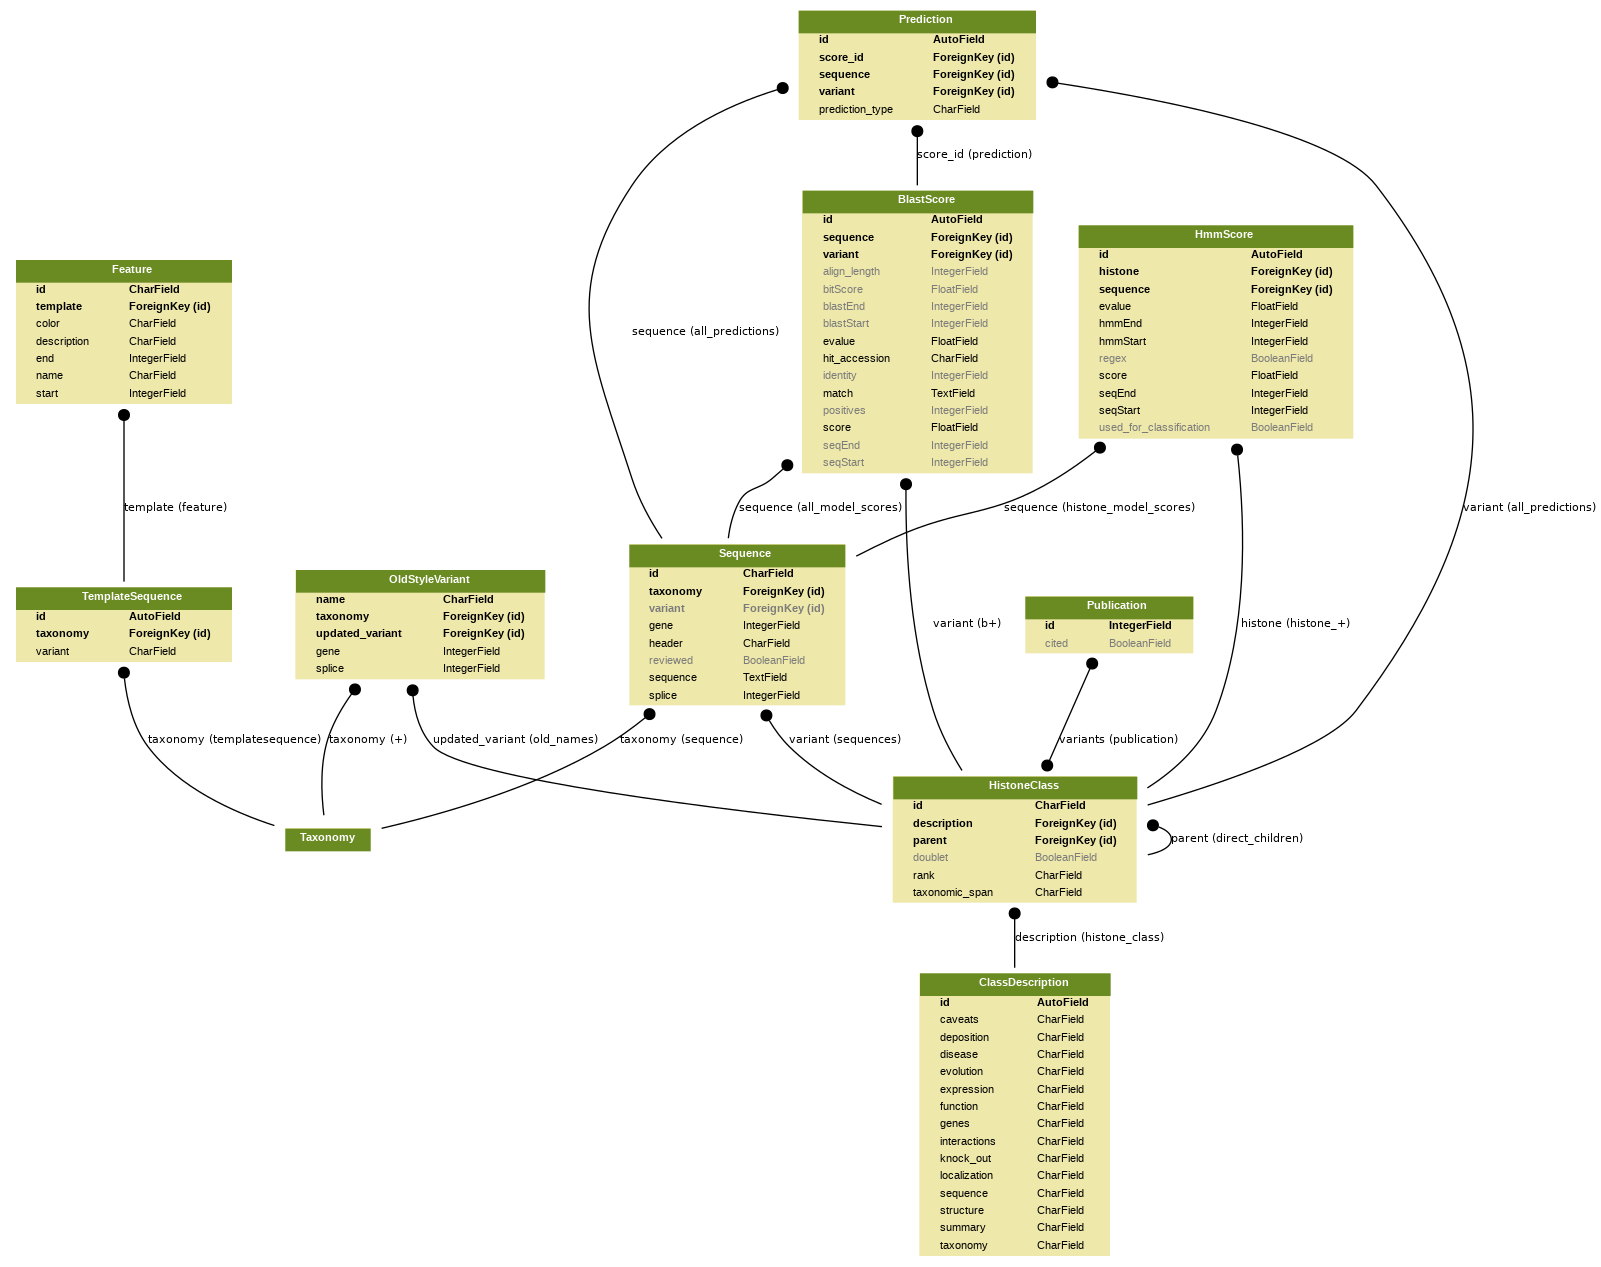 Prediction
id AutoField
score_id ForeignKey (id)
sequence ForeignKey (id)
variant ForeignKey (id)
prediction_type CharField
score_id (prediction)
BlastScore
id AutoField
sequence ForeignKey (id)
variant ForeignKey (id)
align_length IntegerField
bitScore FloatField
blastEnd IntegerField
blastStart IntegerField
evalue FloatField
hit_accession CharField
identity IntegerField
match TextField
positives IntegerField
score FloatField
seqEnd IntegerField
seqStart IntegerField
HmmScore
id AutoField
histone ForeignKey (id)
sequence ForeignKey (id)
evalue FloatField
hmmEnd IntegerField
hmmStart IntegerField
regex BooleanField
score FloatField
seqEnd IntegerField
seqStart IntegerField
used_for_classification BooleanField
Feature
id CharField
template ForeignKey (id)
color CharField
description CharField
end IntegerField
name CharField
start IntegerField
sequence (all_predictions)
template (feature)
sequence (all_model_scores)
sequence (histone_model_scores)
variant (all_predictions)
TemplateSequence
id AutoField
taxonomy ForeignKey (id)
variant CharField
OldStyleVariant
name CharField
taxonomy ForeignKey (id)
updated_variant ForeignKey (id)
gene IntegerField
splice IntegerField
Sequence
id CharField
taxonomy ForeignKey (id)
variant ForeignKey (id)
gene IntegerField
header CharField
reviewed BooleanField
sequence TextField
splice IntegerField
variant (b+)
Publication
id IntegerField
cited BooleanField
histone (histone_+)
taxonomy (templatesequence)
taxonomy (+)
updated_variant (old_names)
taxonomy (sequence)
variant (sequences)
variants (publication)
Taxonomy
HistoneClass
id CharField
description ForeignKey (id)
parent ForeignKey (id)
doublet BooleanField
rank CharField
taxonomic_span CharField
parent (direct_children)
description (histone_class)
ClassDescription
id AutoField
caveats CharField
deposition CharField
disease CharField
evolution CharField
expression CharField
function CharField
genes CharField
interactions CharField
knock_out CharField
localization CharField
sequence CharField
structure CharField
summary CharField
taxonomy CharField